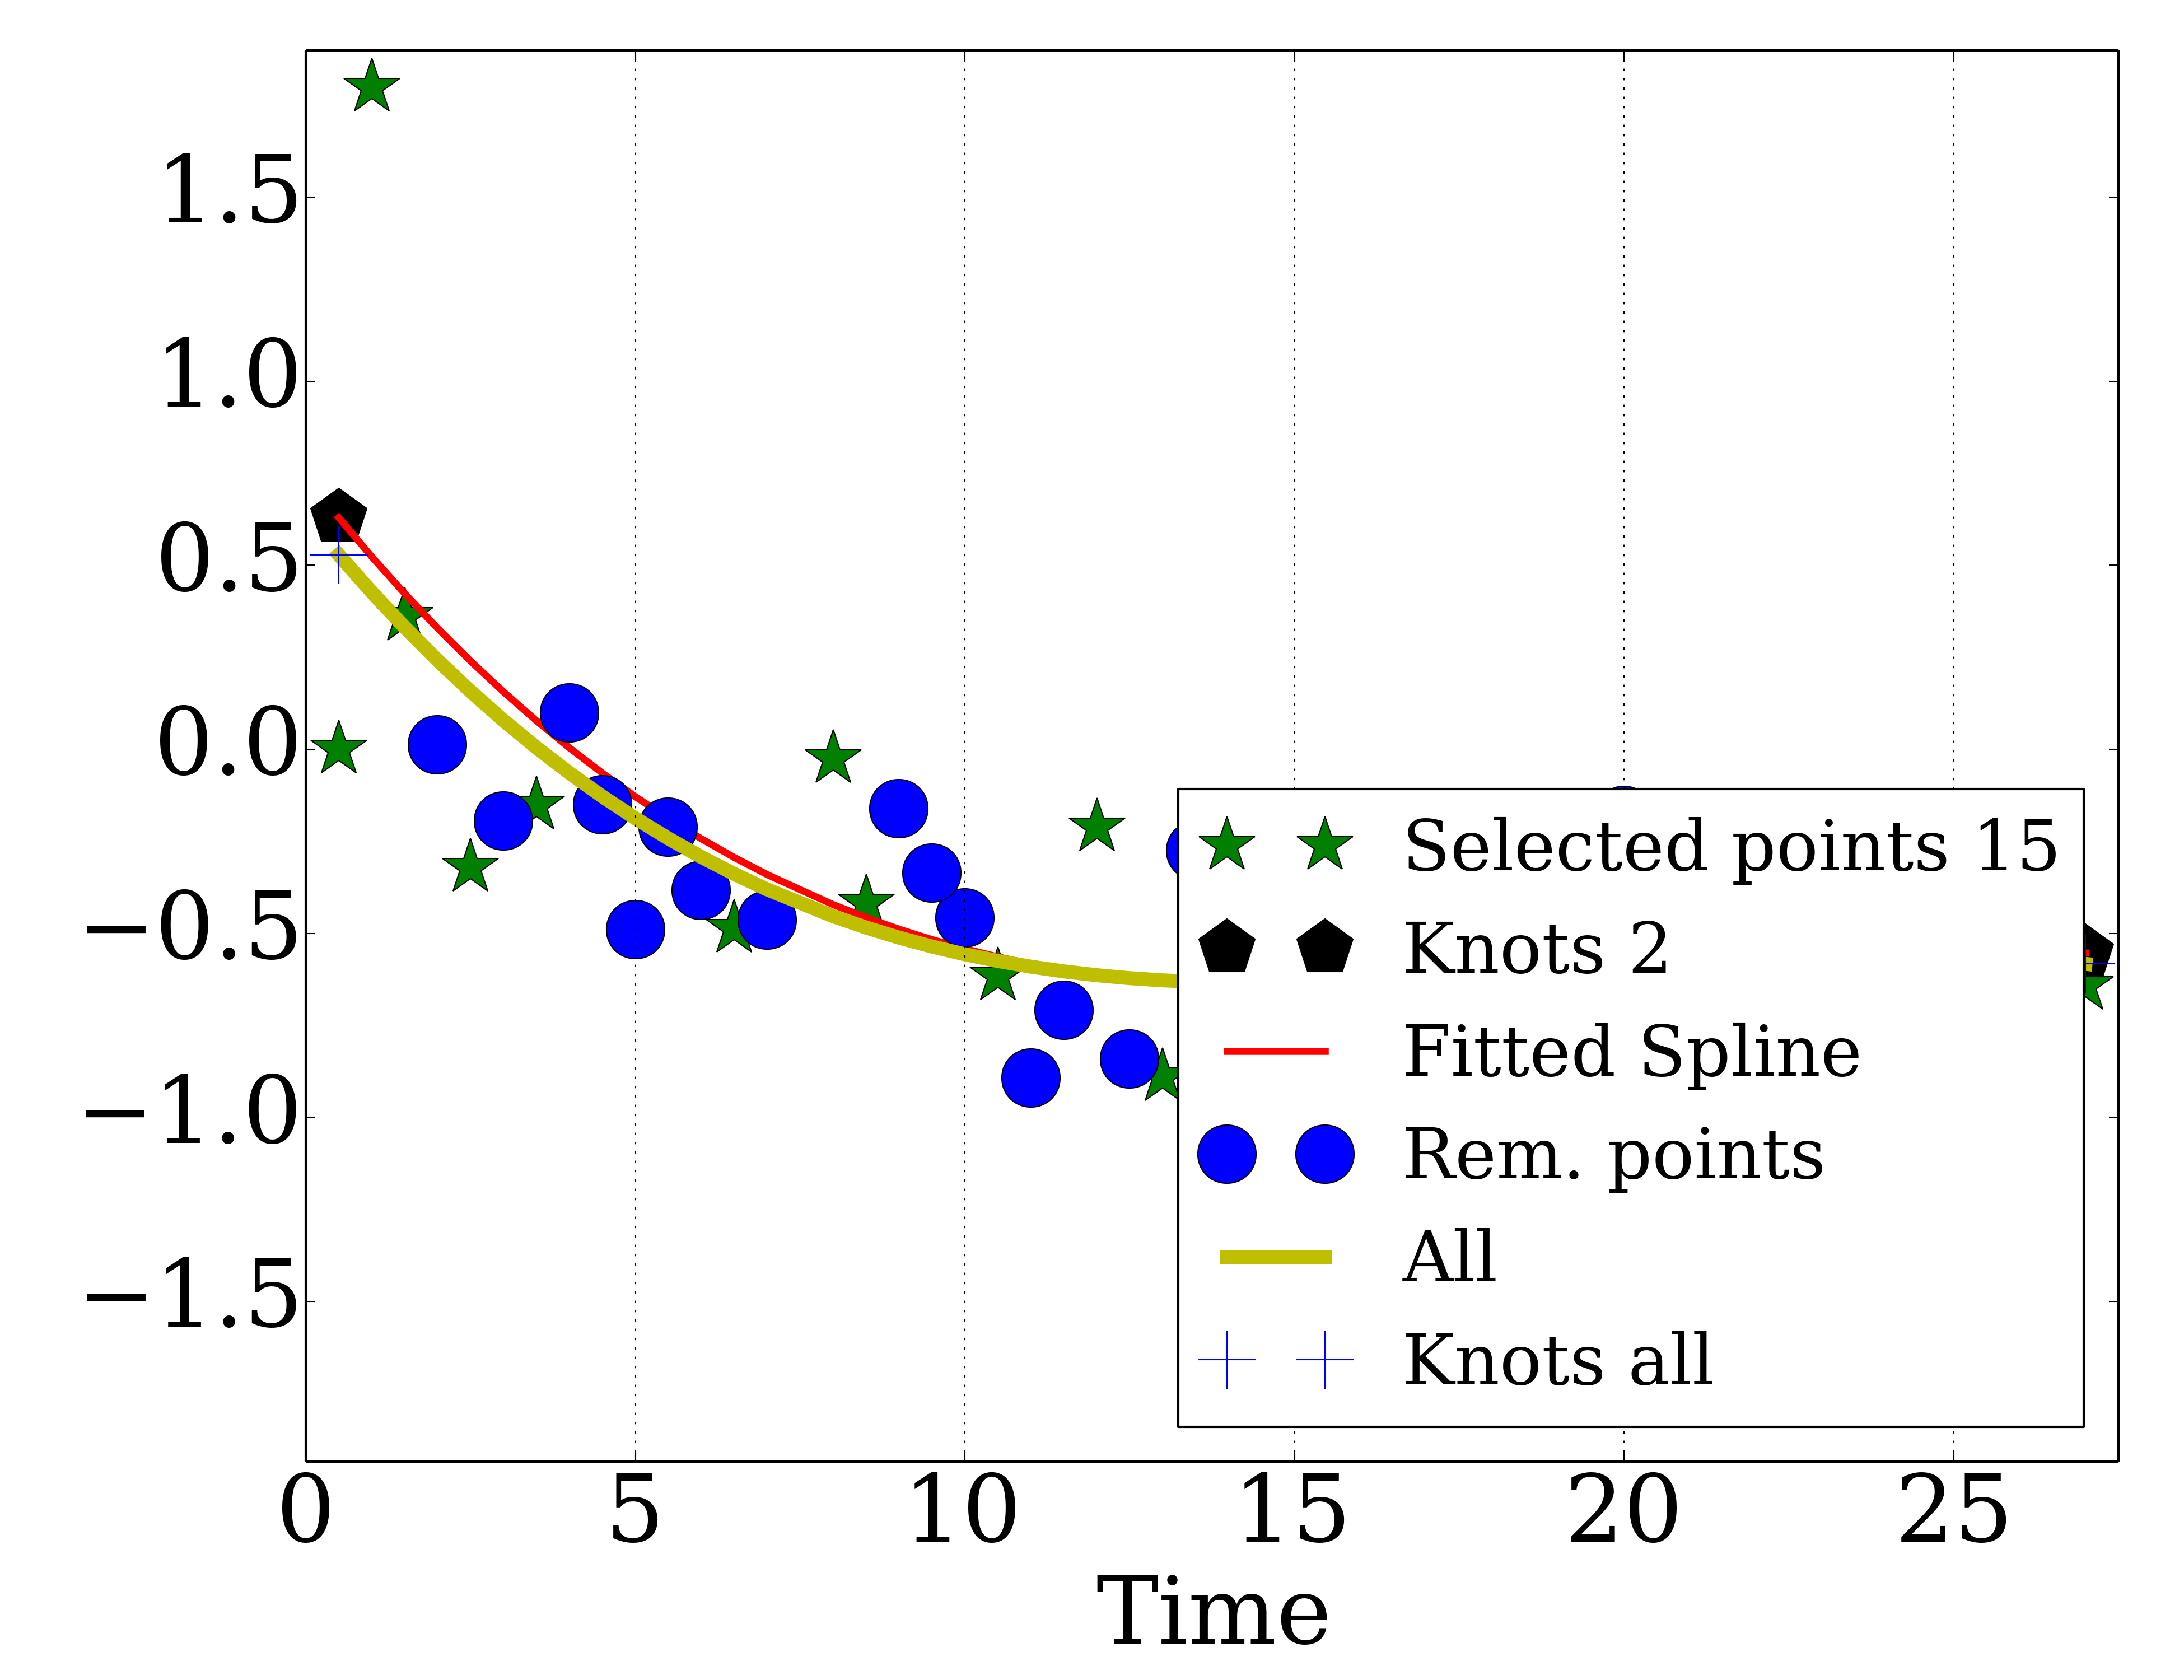 1.5
1.0
0.5
0.0
−0.5
−1.0
−1.5
Selected points 15
Knots 2
Fitted Spline
Rem. points
All
Knots all
0 5 10 15 20 25
Time